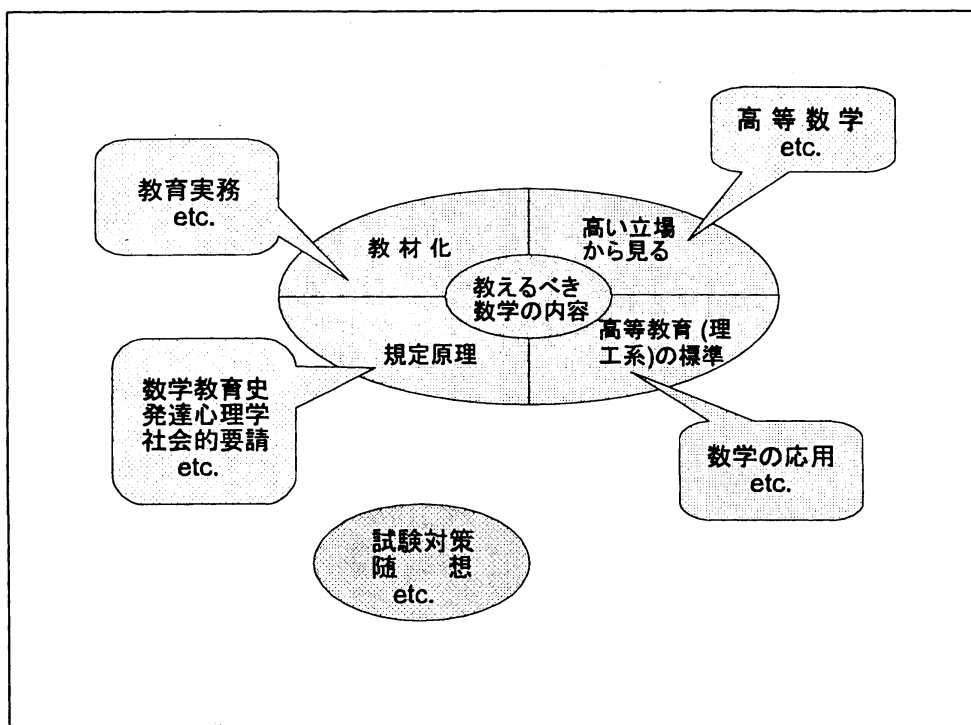 高 等 数 学
etc.
教育実務
etc.
教 材 化
高い立場
から見る
教えるべき
数学の内容
規定原理
高等教育 (理
工系)の標準
数学教育史
発達心理学
社会的要請
etc.
数学の応用
etc.
試験対策
随 想
etc.